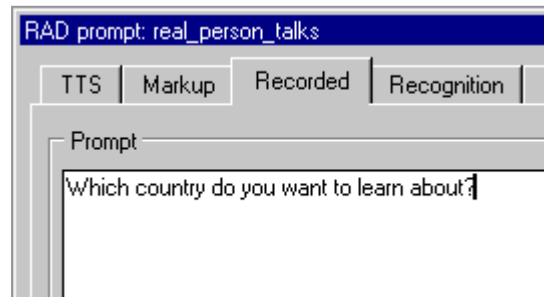 RAD prompt: real_person_talks
TTS Markup Recorded Recognition
Prompt
Which country do you want to learn about?